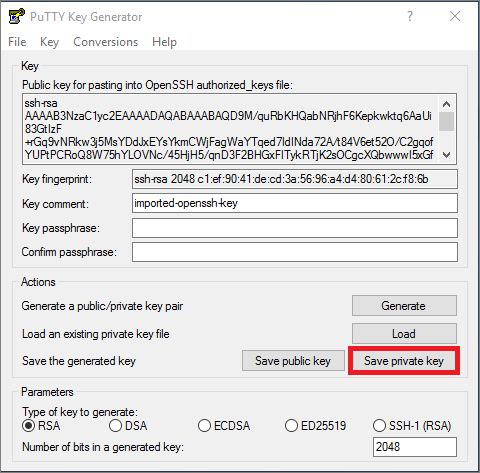 PuTTY Key Generator
?
File Key Conversions Help
Key
Public key for pasting into OpenSSH authorized_keys file:
ssh-rsa
AAAAB3NzaC1yc2EAAAADAQABAAABAQD9M/quRbKHQabNRjhF6Kepkwktq6AaUi
83GtIzF
+rGq9vNRkw3j5MsYDdJxEYsYkmCWjFagWaYTqed7IdINda72A/t84V6et52O/C2gqof
YUPtPCRoQ8W75hYLOVNc/45HjH5/qnD3F2BHGxFITykRTjK2sOCgcXQbwwwI5xGf
Key fingerprint: ssh-rsa 2048 c1:ef:90:41:de:cd:3a:56:96:a4:d4:80:61:2c:f8:6b
Key comment: imported-openssh-key
Key passphrase:
Confirm passphrase:
Actions
Generate a public/private key pair Generate
Load an existing private key file Load
Save the generated key Save public key Save private key
Parameters
Type of key to generate:
RSA DSA ECDSA ED25519 SSH-1 (RSA)
Number of bits in a generated key: 2048